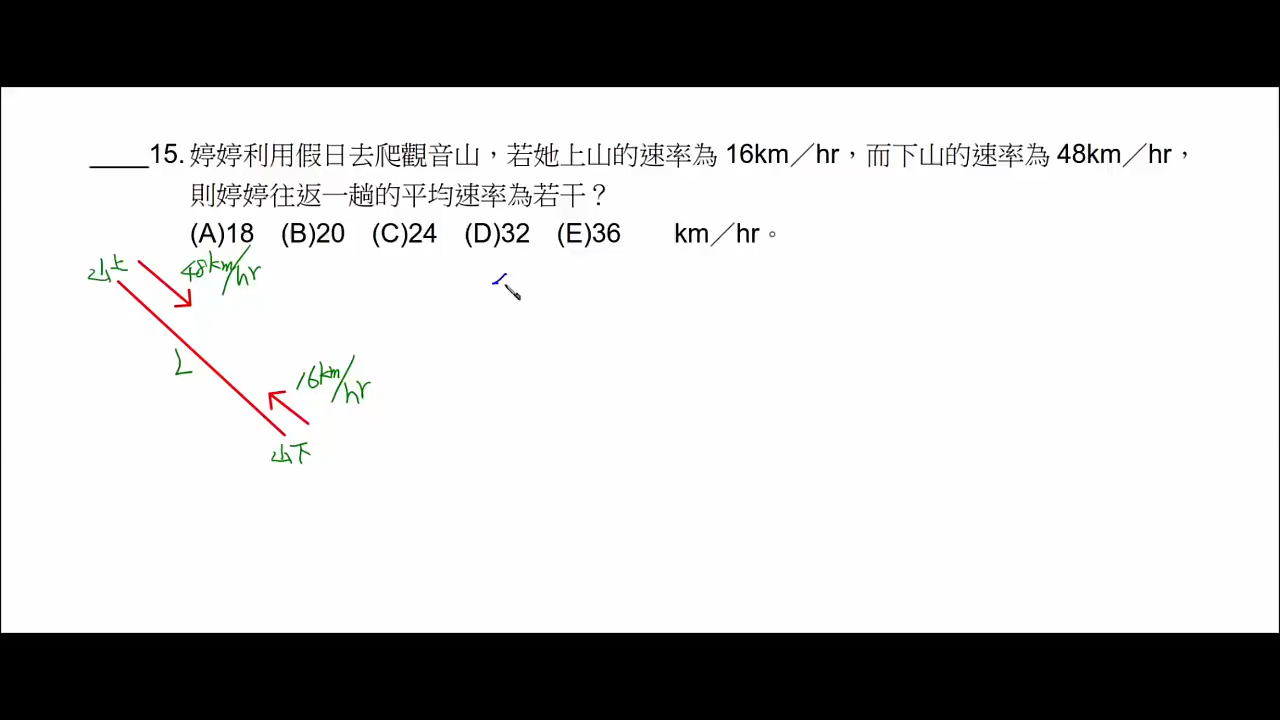 ____15. 婷婷利用假日去爬觀音山，若她上山的速率為 16km／hr，而下山的速率為 48km／hr，
則婷婷往返一趟的平均速率為若干？
(A)18 (B)20 (C)24 (D)32 (E)36 km／hr。
山上
48km/hr
L
16km/hr
山下